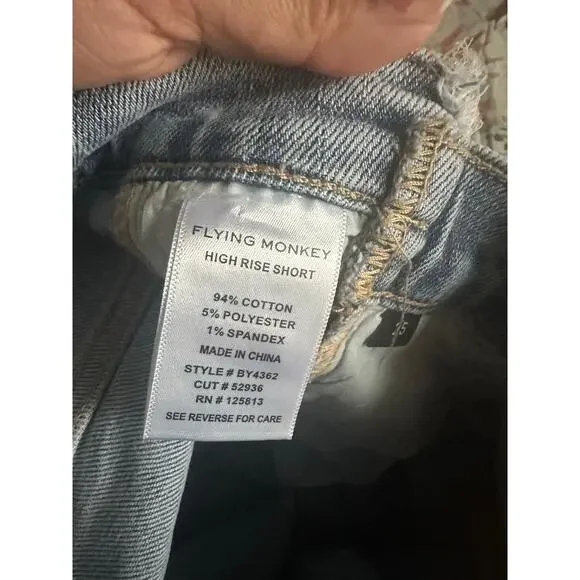 FLYING MONKEY
HIGH RISE SHORT
94% COTTON
5% POLYESTER
1% SPANDEX
MADE IN CHINA
STYLE # BY4362
CUT # 52936
RN # 125813
SEE REVERSE FOR CARE
25